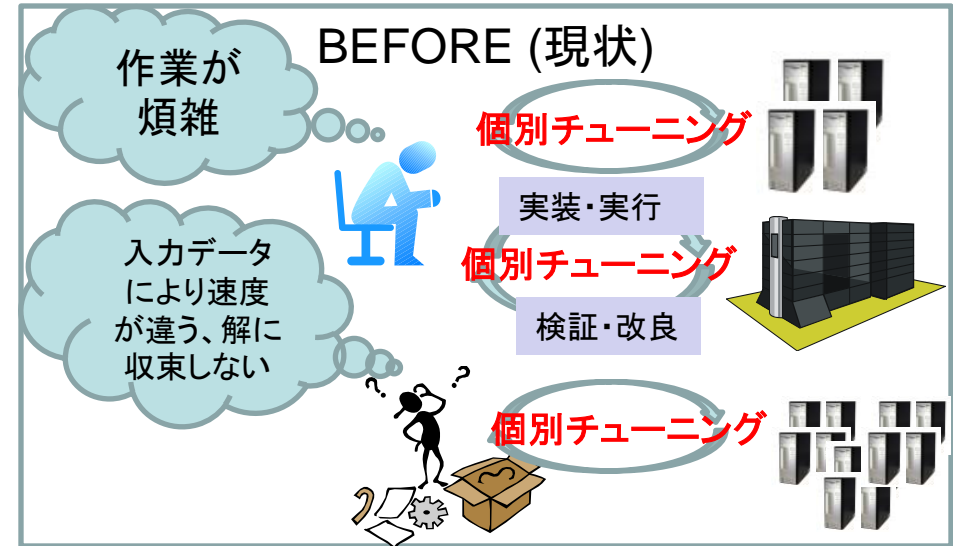 BEFORE (現状)
作業が
煩雑
個別チューニング
実装・実行
個別チューニング
検証・改良
入力データ
により速度
が違う、解に
収束しない
個別チューニング